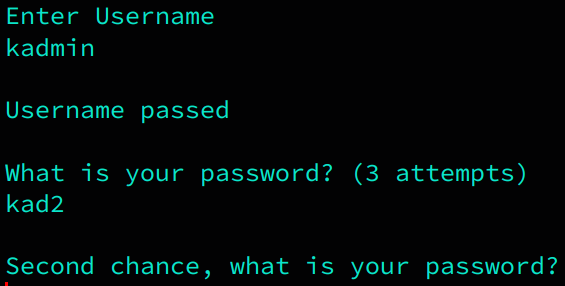 Enter Username
kadmin
Username passed
What is your password? (3 attempts)
kad2
Second chance, what is your password?